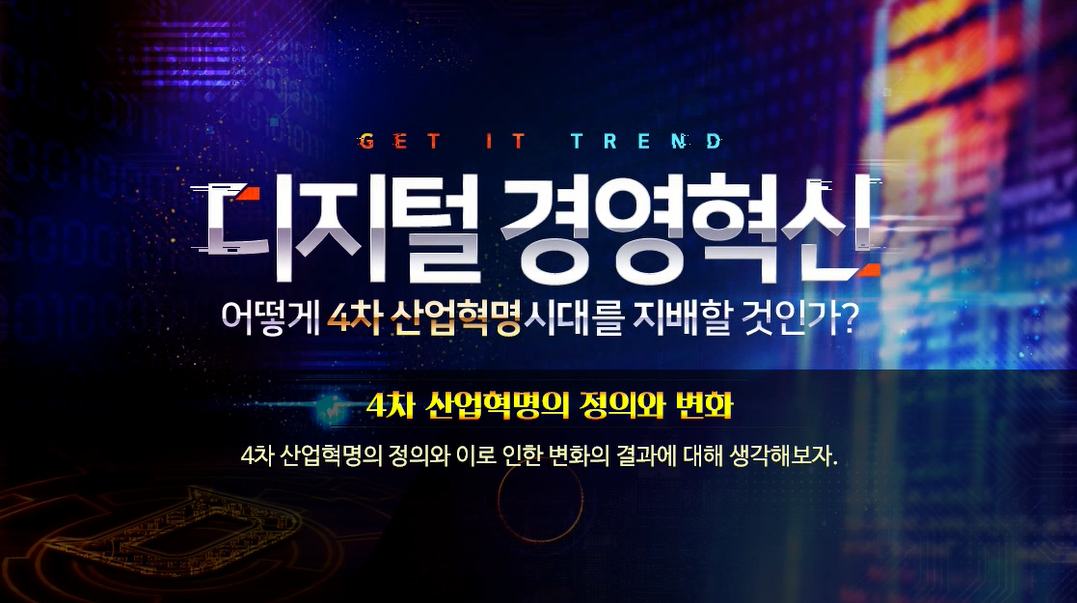 GET IT TREND
디지털 경영혁신
어떻게 4차 산업혁명시대를 지배할 것인가?
4차 산업혁명의 정의와 변화
4차 산업혁명의 정의와 이로 인한 변화의 결과에 대해 생각해보자.